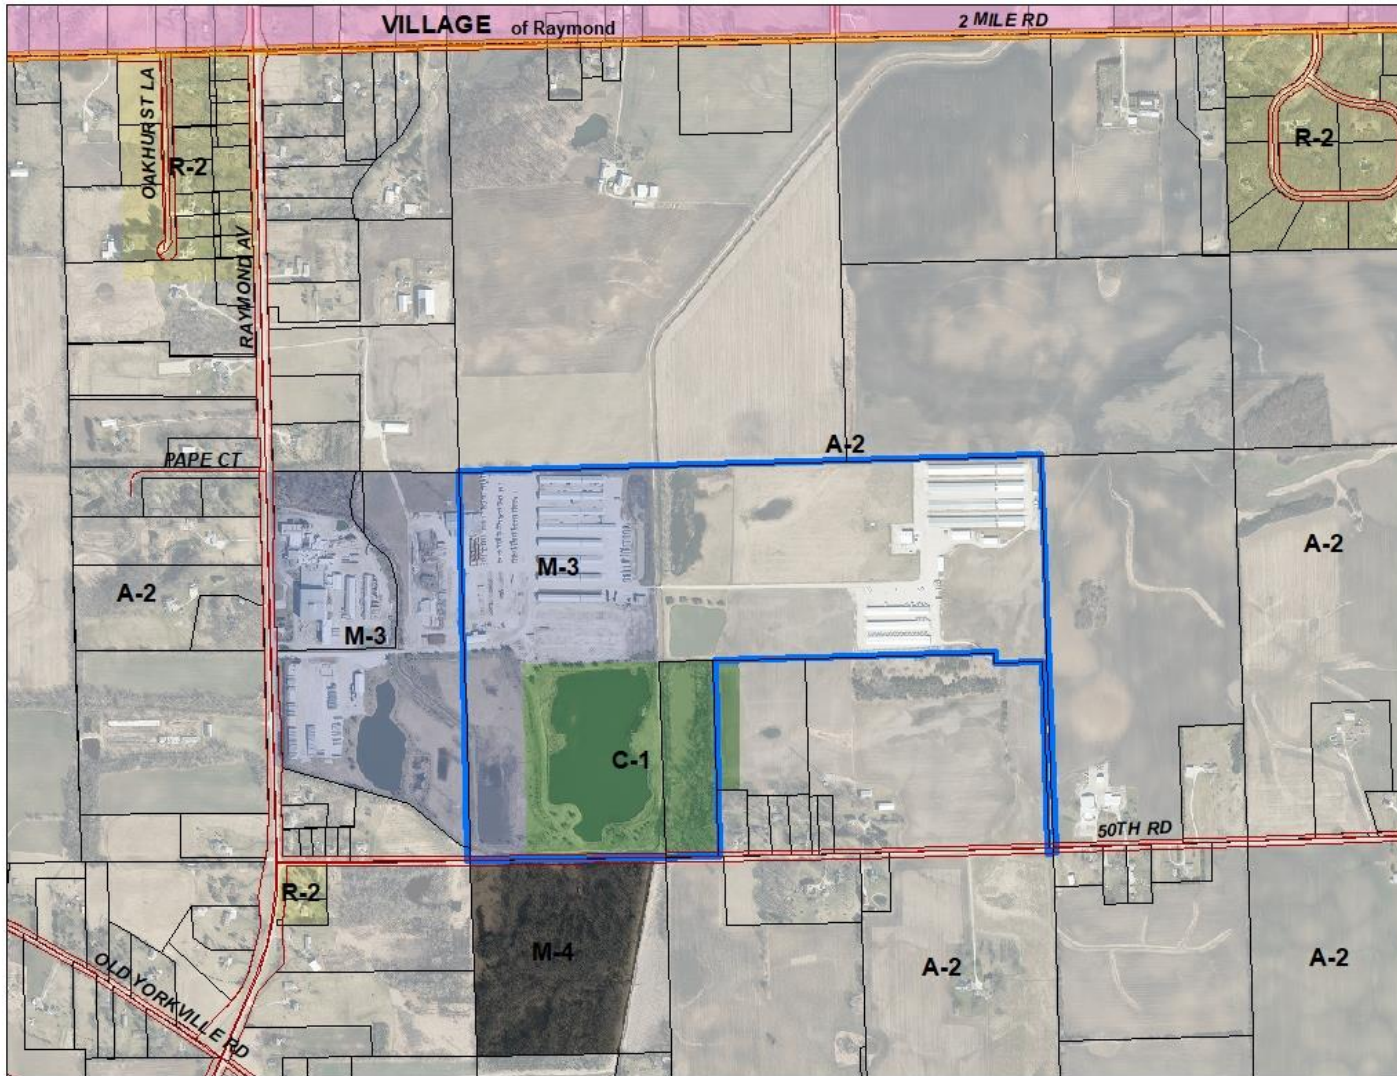 VILLAGE of Raymond
2 MILE RD
OAKHURST LA
R-2
R-2
RAYMOND AV
A-2
PAPE CT
A-2
M-3
A-2
M-3
C-1
50TH RD
R-2
M-4
A-2
A-2
OLD YORKVILLE RD